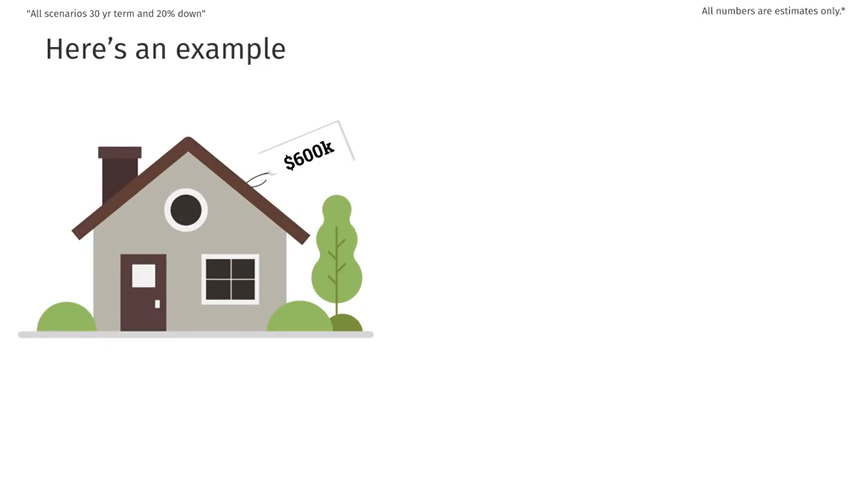 "All scenarios 30 yr term and 20% down"
All numbers are estimates only.*
Here’s an example
$600k